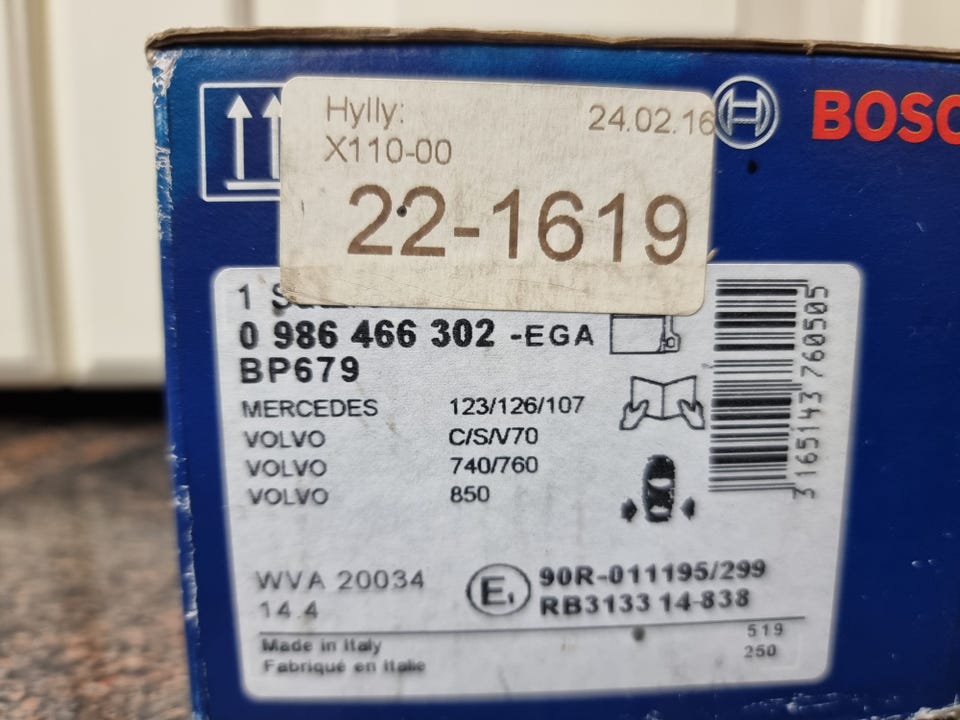 Hylly: 24.02.16
X110-00
22-1619
BOSC
1
0 986 466 302 -EGA
BP679
MERCEDES 123/126/107
VOLVO C/S/V70
VOLVO 740/760
VOLVO 850
3165143 760505
WVA 20034
14.4
E1 90R-011195/299
RB3133 14-838
Made in Italy
Fabriqué en Italie
519
250